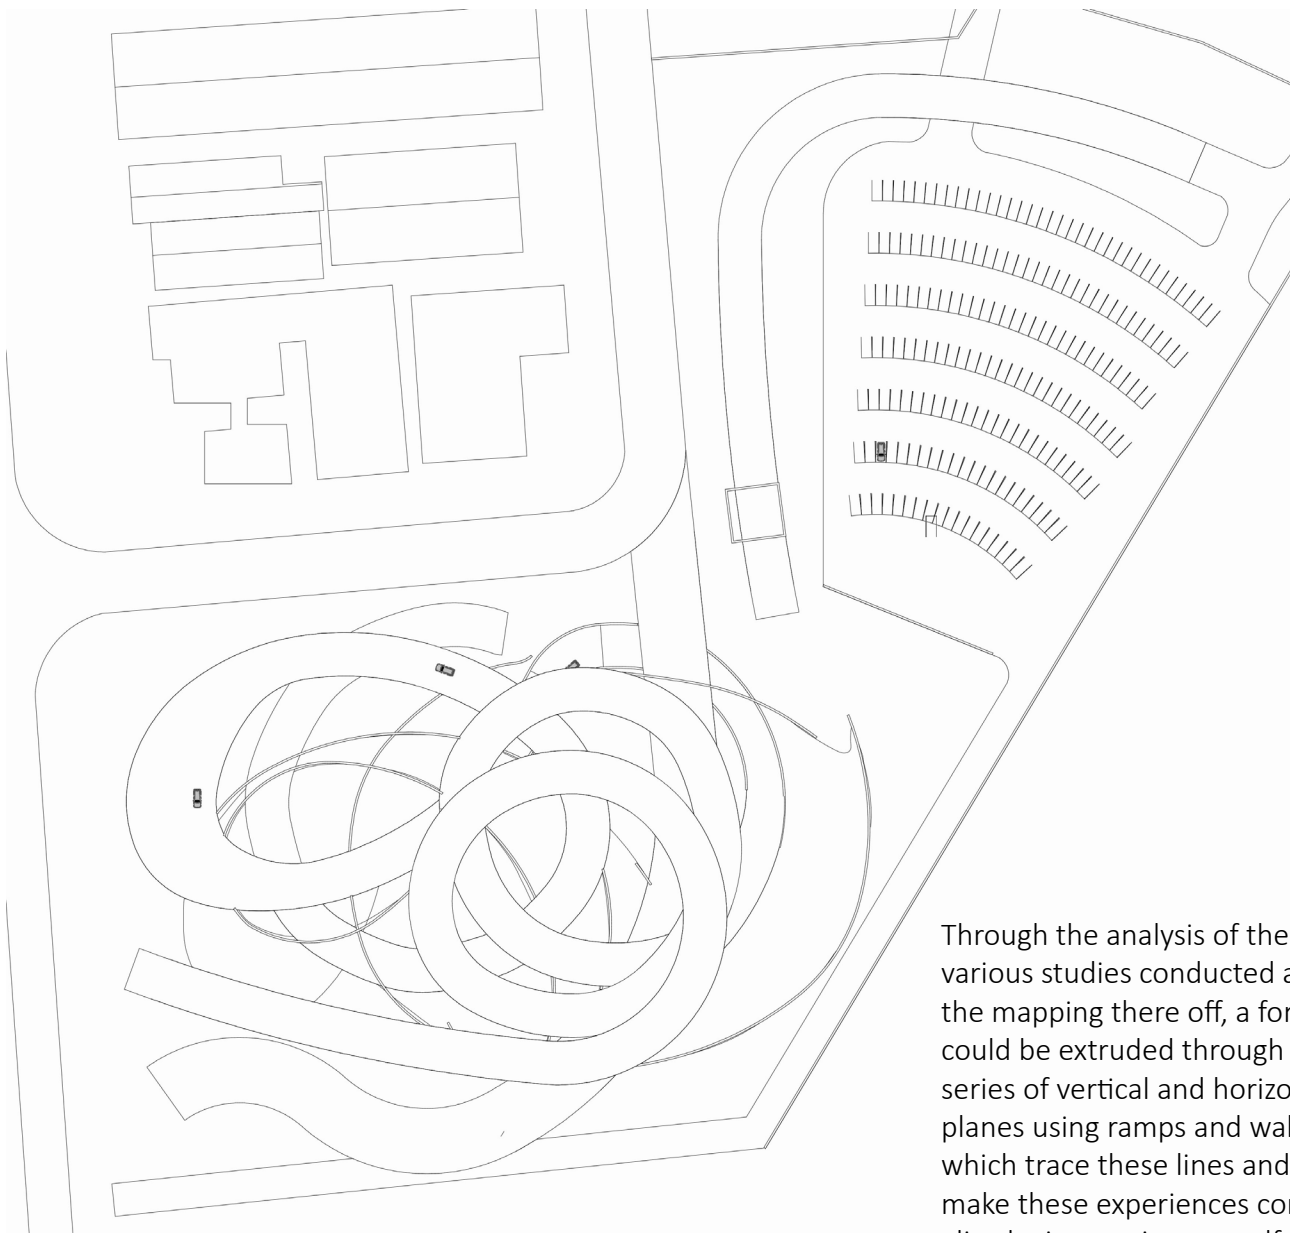 Through the analysis of the
various studies conducted a
the mapping there off, a for
could be extruded through
series of vertical and horizo
planes using ramps and wal
which trace these lines and
make these experiences co